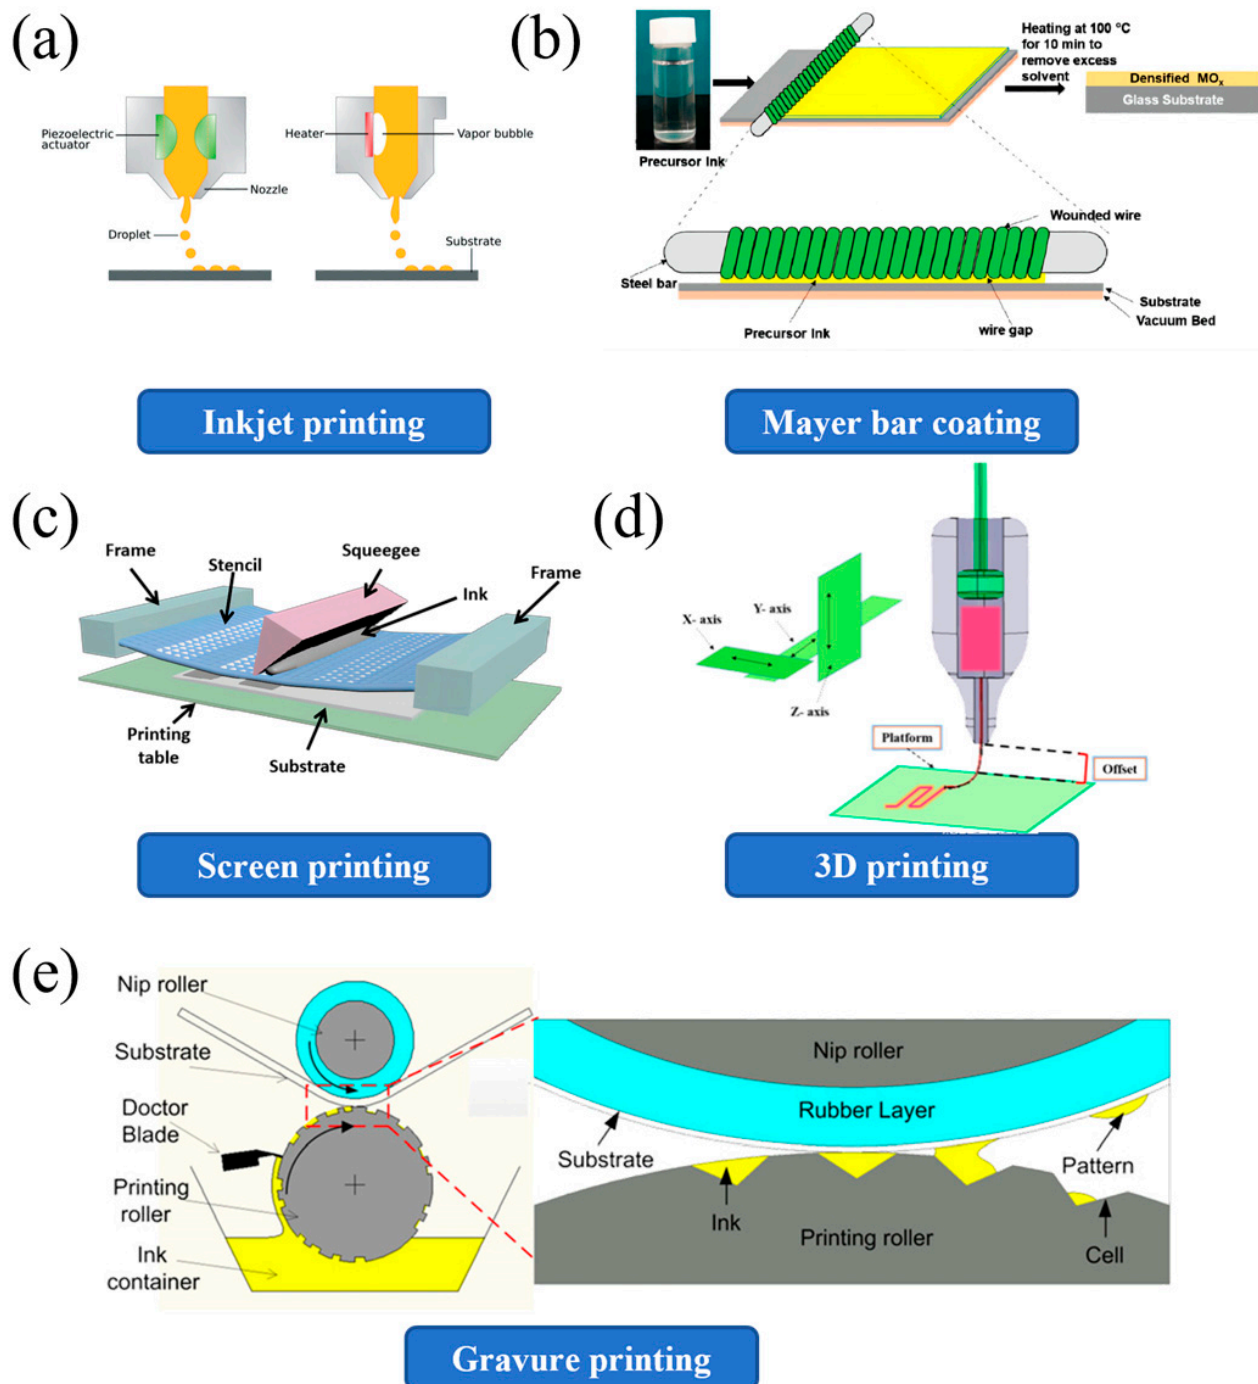 (a)
Piezoelectric
actuator
Nozzle
Droplet
Heater
Vapor bubble
Substrate
Inkjet printing
(b)
Precursor Ink
Heating at 100 °C
for 10 min to
remove excess
solvent
Densified MOx
Glass Substrate
Wounded wire
Steel bar
Substrate
Vacuum Bed
Precursor Ink
wire gap
Mayer bar coating
(c)
Frame
Stencil
Squeegee
Ink
Frame
Printing
table
Substrate
Screen printing
(d)
X- axis
Y- axis
Z- axis
Platform
Offset
3D printing
(e)
Nip roller
Substrate
Doctor
Blade
Printing
roller
Ink
container
Nip roller
Rubber Layer
Substrate
Pattern
Ink
Printing roller
Cell
Gravure printing